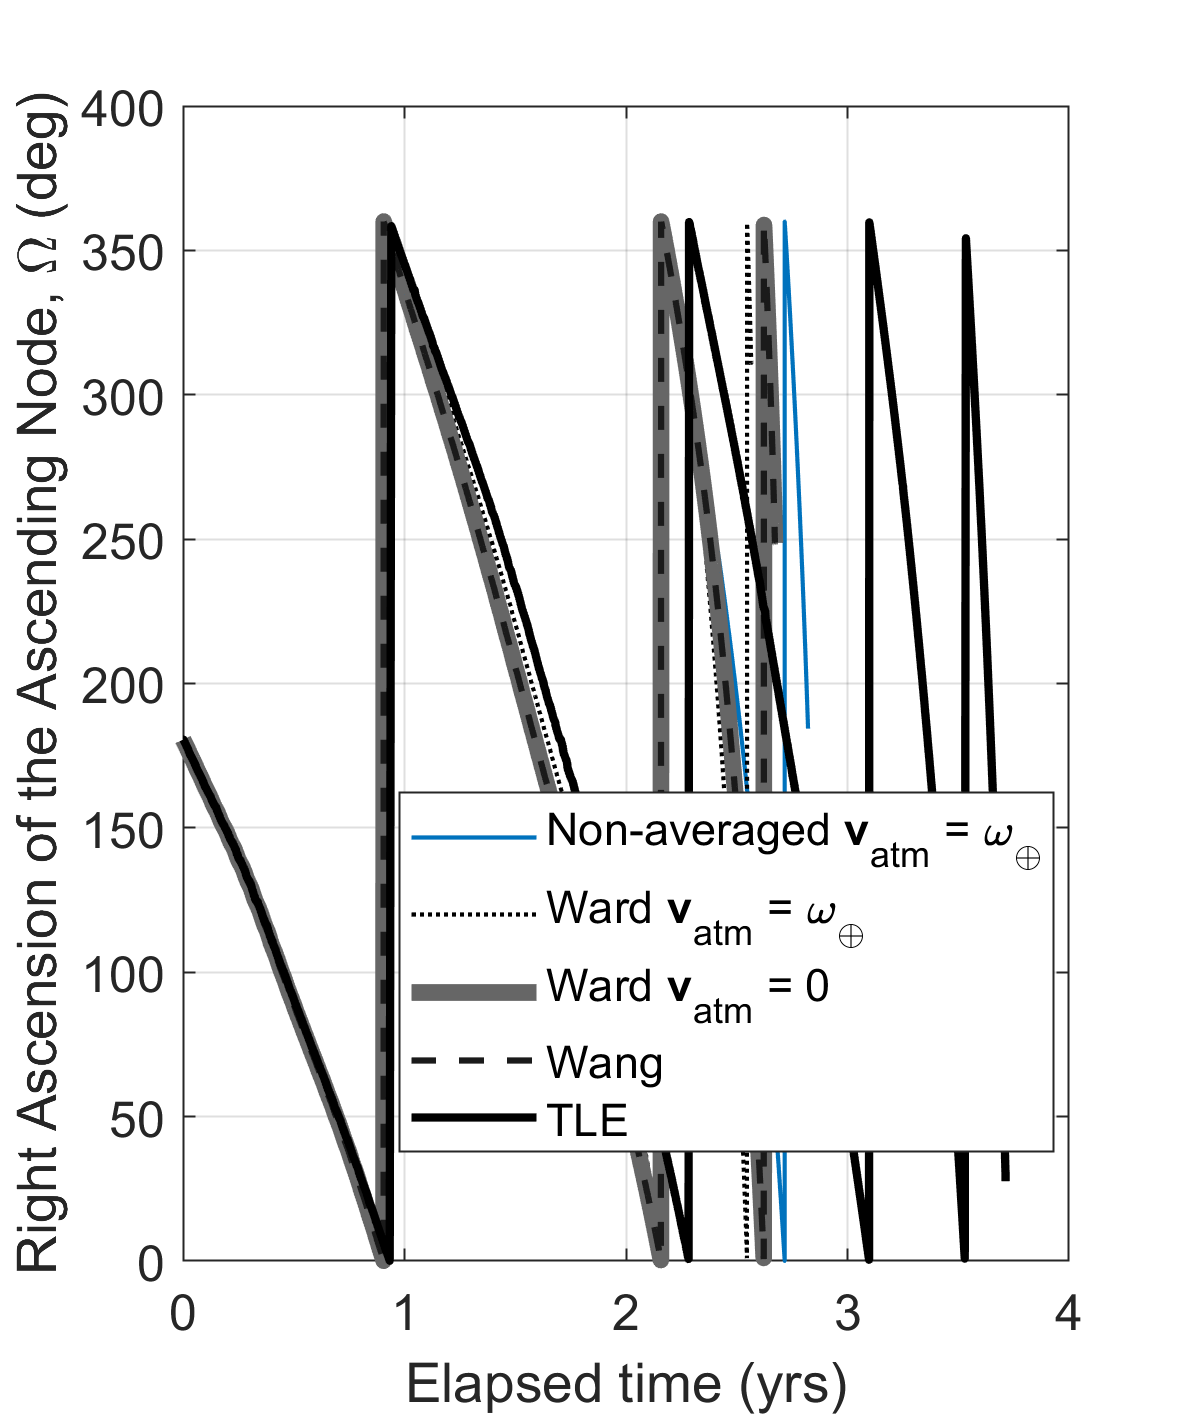 Right Ascension of the Ascending Node, Ω (deg)
400
350
300
250
200
150
100
50
0
Non-averaged v_atm = ω_⊕
Ward v_atm = ω_⊕
Ward v_atm = 0
Wang
TLE
0 1 2 3 4
Elapsed time (yrs)